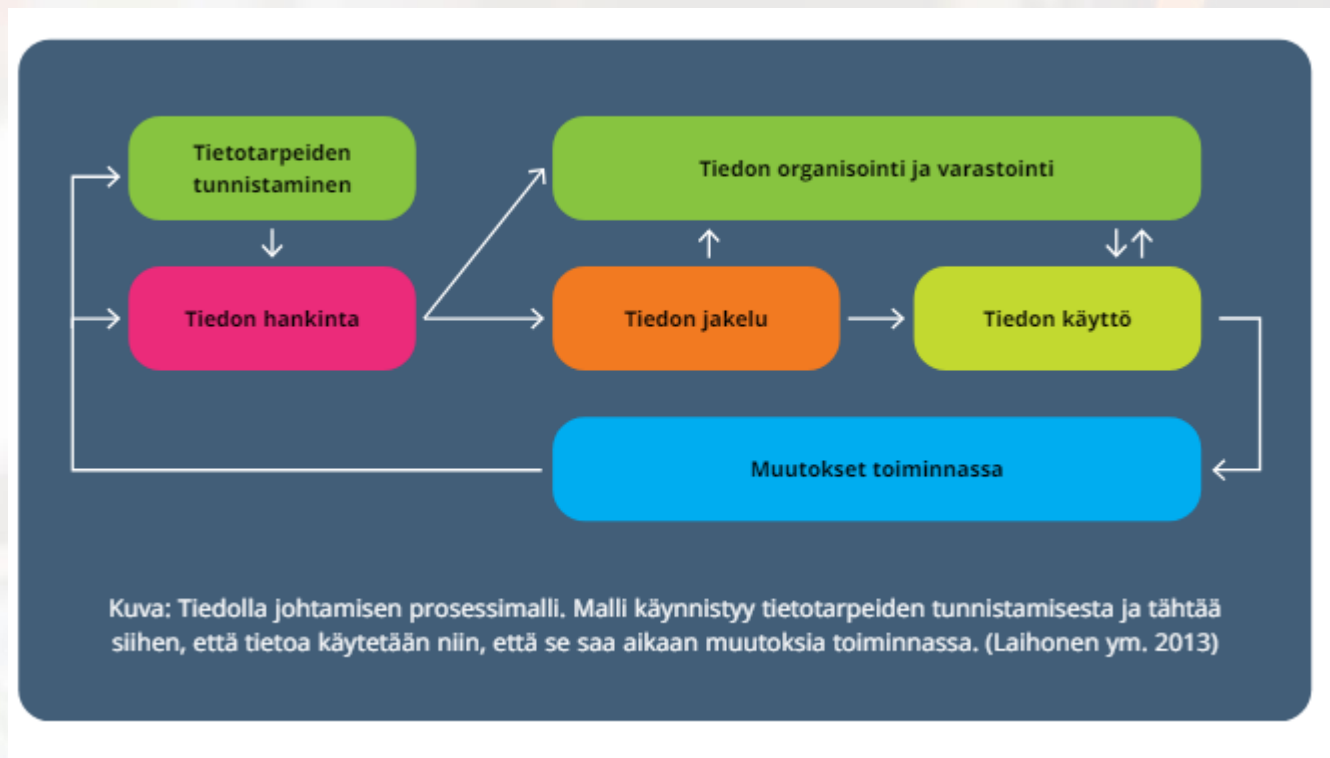 Tietotarpeiden
tunnistaminen
Tiedon organisointi ja varastointi
Tiedon hankinta
Tiedon jakelu
Tiedon käyttö
Muutokset toiminnassa
Kuva: Tiedolla johtamisen prosessimalli. Malli käynnistyy tietotarpeiden tunnistamisesta ja tähtää
siihen, että tietoa käytetään niin, että se saa aikaan muutoksia toiminnassa. (Laihonen ym. 2013)